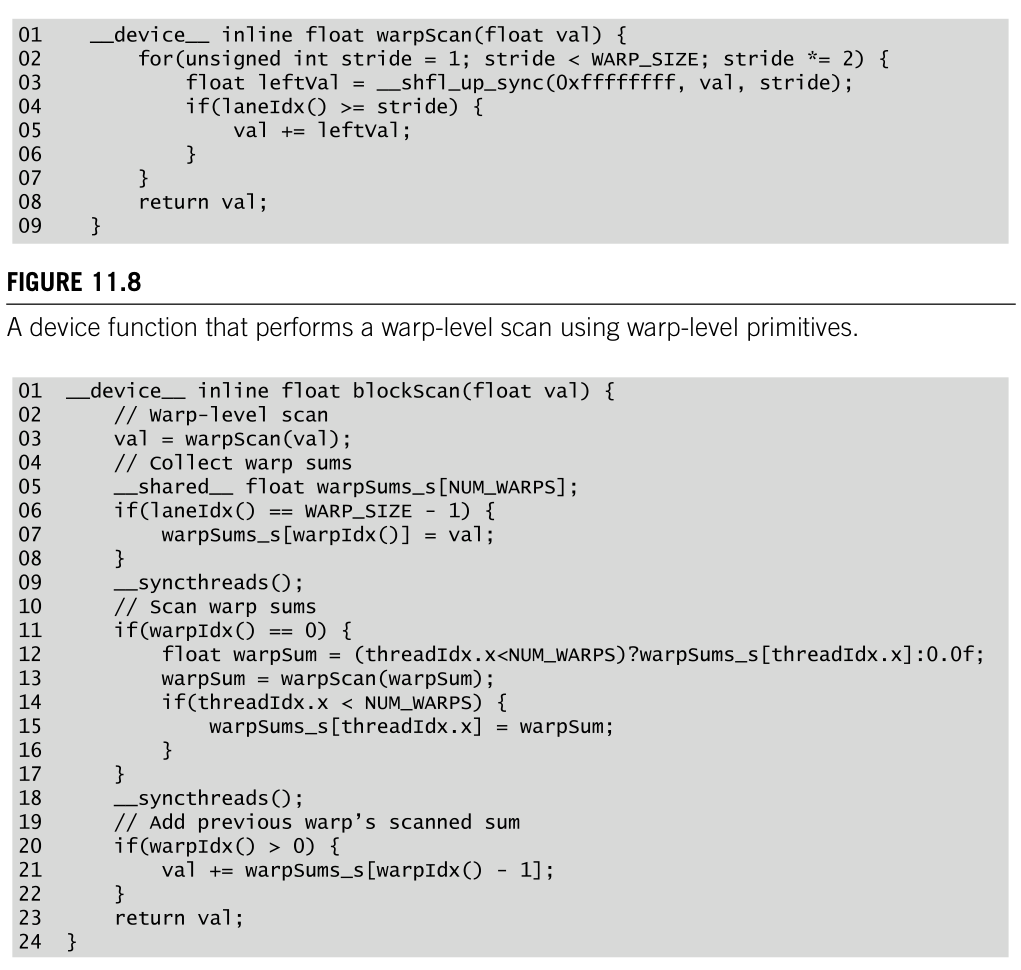 01    __device__ inline float warpScan(float val) {
02        for(unsigned int stride = 1; stride < WARP_SIZE; stride *= 2) {
03            float leftVal = __shfl_up_sync(0xffffffff, val, stride);
04            if(laneIdx() >= stride) {
05                val += leftVal;
06            }
07        }
08        return val;
09    }
FIGURE 11.8
A device function that performs a warp-level scan using warp-level primitives.
01  __device__ inline float blockScan(float val) {
02      // Warp-level scan
03      val = warpScan(val);
04      // Collect warp sums
05      __shared__ float warpSums_s[NUM_WARPS];
06      if(laneIdx() == WARP_SIZE - 1) {
07          warpSums_s[warpIdx()] = val;
08      }
09      __syncthreads();
10      // Scan warp sums
11      if(warpIdx() == 0) {
12          float warpSum = (threadIdx.x<NUM_WARPS)?warpSums_s[threadIdx.x]:0.0f;
13          warpSum = warpScan(warpSum);
14          if(threadIdx.x < NUM_WARPS) {
15              warpSums_s[threadIdx.x] = warpSum;
16          }
17      }
18      __syncthreads();
19      // Add previous warp’s scanned sum
20      if(warpIdx() > 0) {
21          val += warpSums_s[warpIdx() - 1];
22      }
23      return val;
24  }